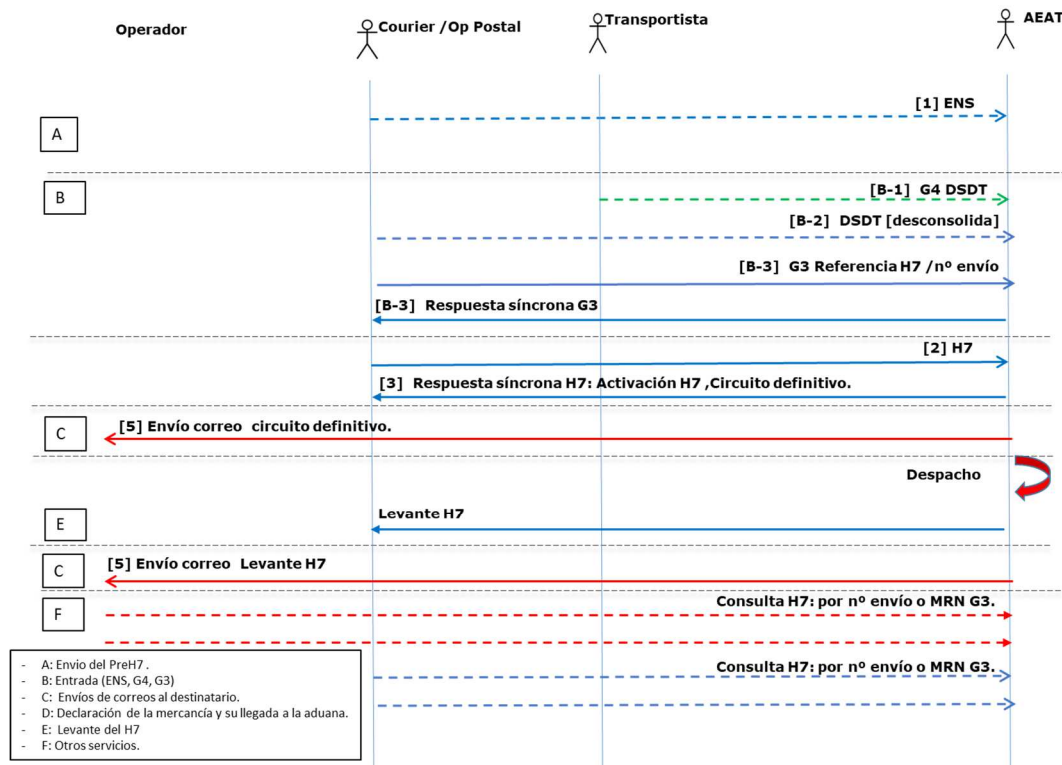 Operador
Courier /Op Postal
Transportista
AEAT
[1] ENS
A
B
[B-1] G4 DSDT
[B-2] DSDT [desconsolida]
[B-3] G3 Referencia H7 /nº envío
[B-3] Respuesta síncrona G3
[2] H7
[3] Respuesta síncrona H7: Activación H7 ,Circuito definitivo.
[5] Envío correo circuito definitivo.
C
Despacho
Levante H7
E
[5] Envío correo Levante H7
C
Consulta H7: por nº envío o MRN G3.
F
Consulta H7: por nº envío o MRN G3.
- A: Envio del PreH7 .
- B: Entrada (ENS, G4, G3)
- C: Envíos de correos al destinatario.
- D: Declaración de la mercancía y su llegada a la aduana.
- E: Levante del H7
- F: Otros servicios.